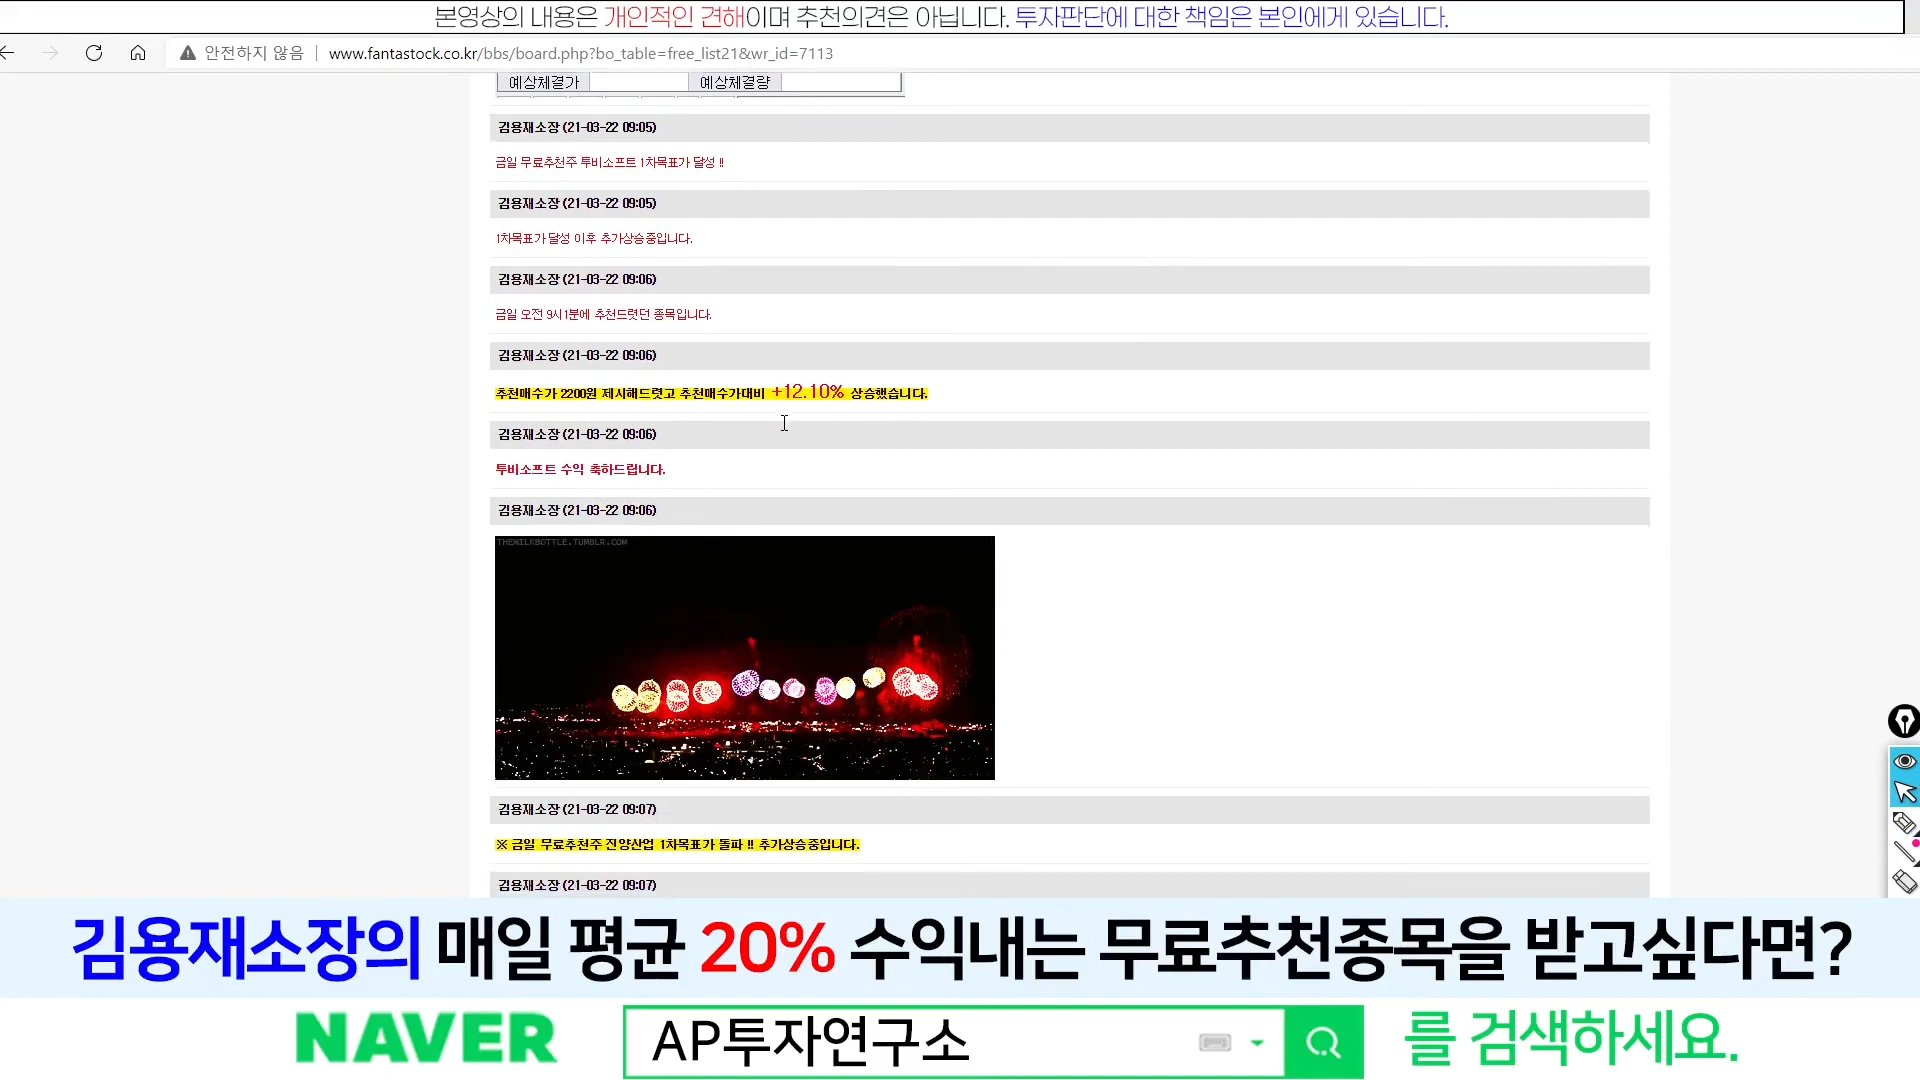 본영상의 내용은 개인적인 견해이며 추천의견은 아닙니다. 투자판단에 대한 책임은 본인에게 있습니다.
안전하지 않음 | www.fantastock.co.kr/bbs/board.php?bo_table=free_list21&wr_id=7113
예상체결가 예상체결량
김용재소장 (21-03-22 09:05)
금일 무료추천주 투비소프트 1차목표가 달성 !!
김용재소장 (21-03-22 09:05)
1차목표가 달성 이후 추가상승중입니다.
김용재소장 (21-03-22 09:06)
금일 오전 9시1분에 추천드렷던 종목입니다.
김용재소장 (21-03-22 09:06)
추천매수가 2200원 제시해드렷고 추천매수가대비 +12.10% 상승했습니다.
김용재소장 (21-03-22 09:06)
투비소프트 수익 축하드립니다.
김용재소장 (21-03-22 09:06)
THEMILKBOTTLE.TUMBLR.COM
김용재소장 (21-03-22 09:07)
※ 금일 무료추천주 진양산업 1차목표가 돌파 !! 추가상승중입니다.
김용재소장 (21-03-22 09:07)
김용재소장의 매일 평균 20% 수익내는 무료추천종목을 받고싶다면?
NAVER AP투자연구소 를 검색하세요.